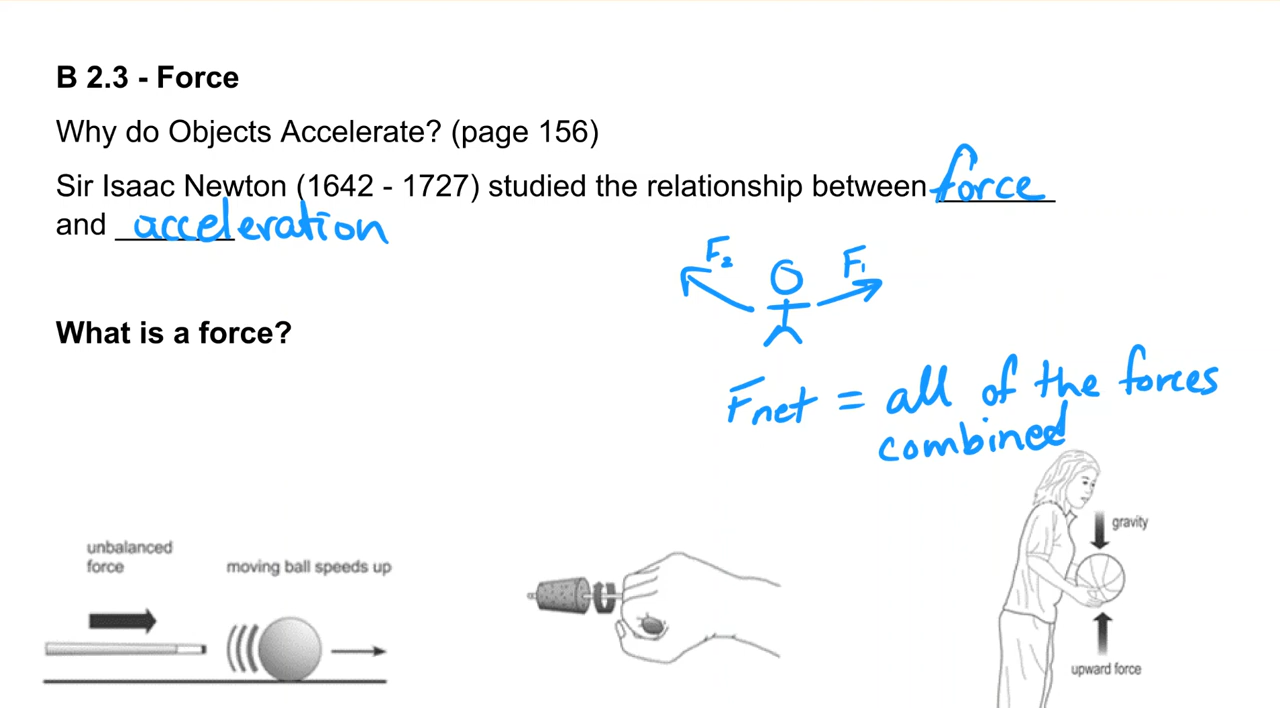 B 2.3 - Force
Why do Objects Accelerate? (page 156)
Sir Isaac Newton (1642 - 1727) studied the relationship between force
and acceleration
F₂
F₁
What is a force?
Fnet = all of the forces
combined
gravity
unbalanced
force
moving ball speeds up
upward force